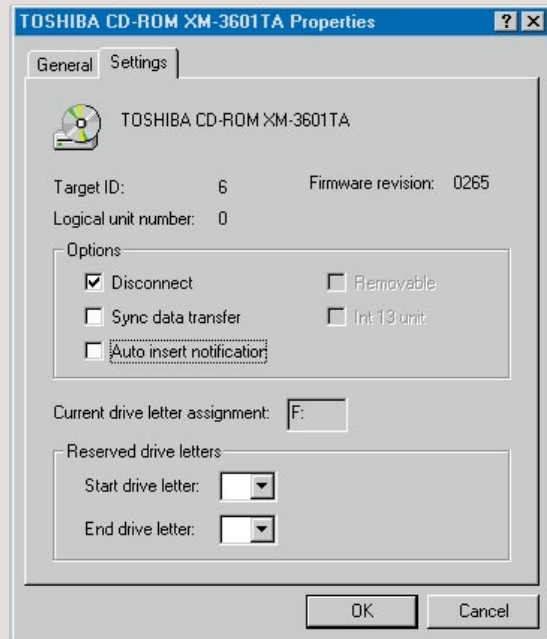 TOSHIBA CD-ROM XM-3601TA Properties
General Settings
TOSHIBA CD-ROM XM-3601TA
Target ID: 6 Firmware revision: 0265
Logical unit number: 0
Options
Disconnect Removable
Sync data transfer Int 13 unit
Auto insert notification
Current drive letter assignment: F:
Reserved drive letters
Start drive letter:
End drive letter:
OK Cancel